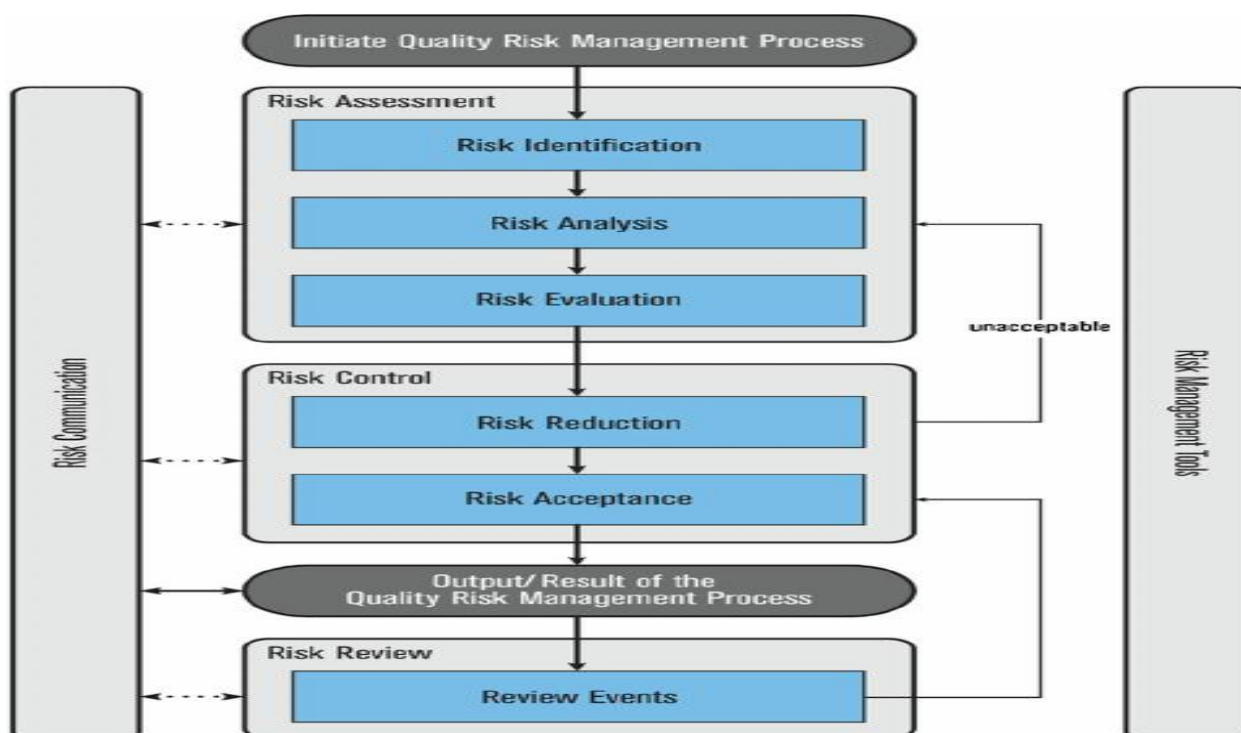 Initiate Quality Risk Management Process
Risk Assessment
Risk Identification
Risk Analysis
Risk Evaluation
unacceptable
Risk Control
Risk Reduction
Risk Acceptance
Output/Result of the
Quality Risk Management Process
Risk Review
Review Events
Risk Communication
Risk Management Tools